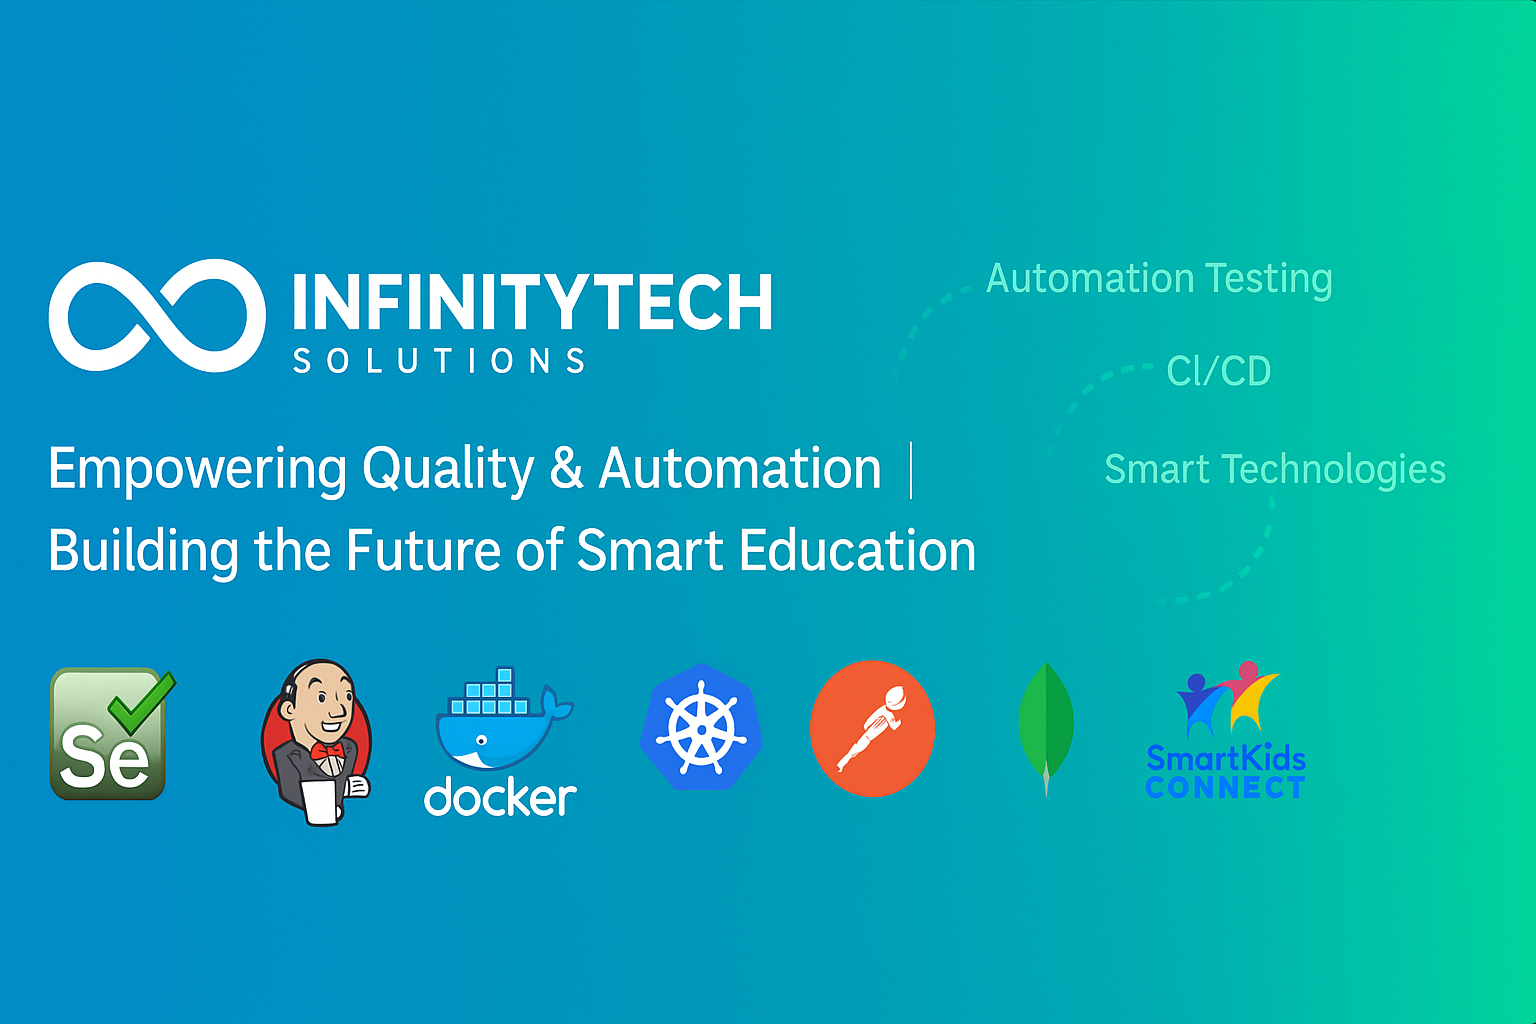 INFINITYTECH
SOLUTIONS
Empowering Quality & Automation |
Building the Future of Smart Education
Automation Testing
CI/CD
Smart Technologies
Se
docker
SmartKids
CONNECT